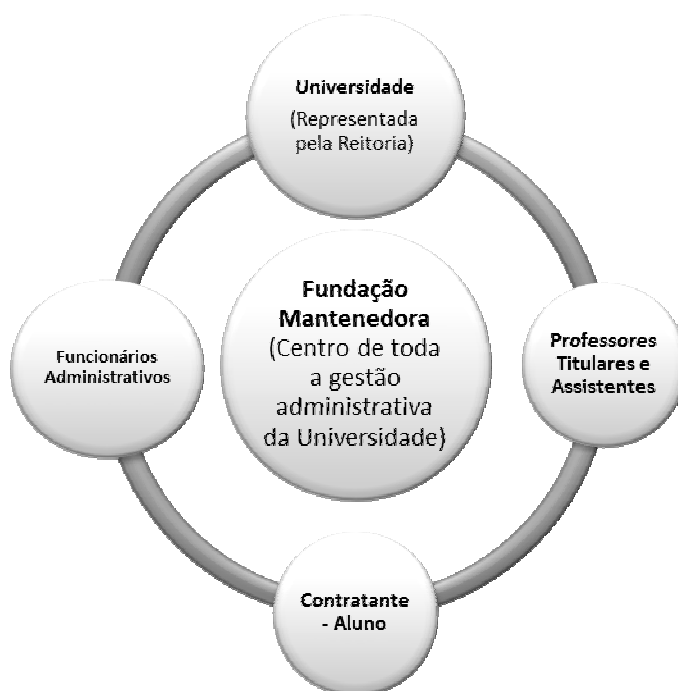 Universidade
(Representada
pela Reitoria)
Fundação
Mantenedora
(Centro de toda
a gestão
administrativa
da Universidade)
Funcionários
Administrativos
Professores
Titulares e
Assistentes
Contratante
- Aluno